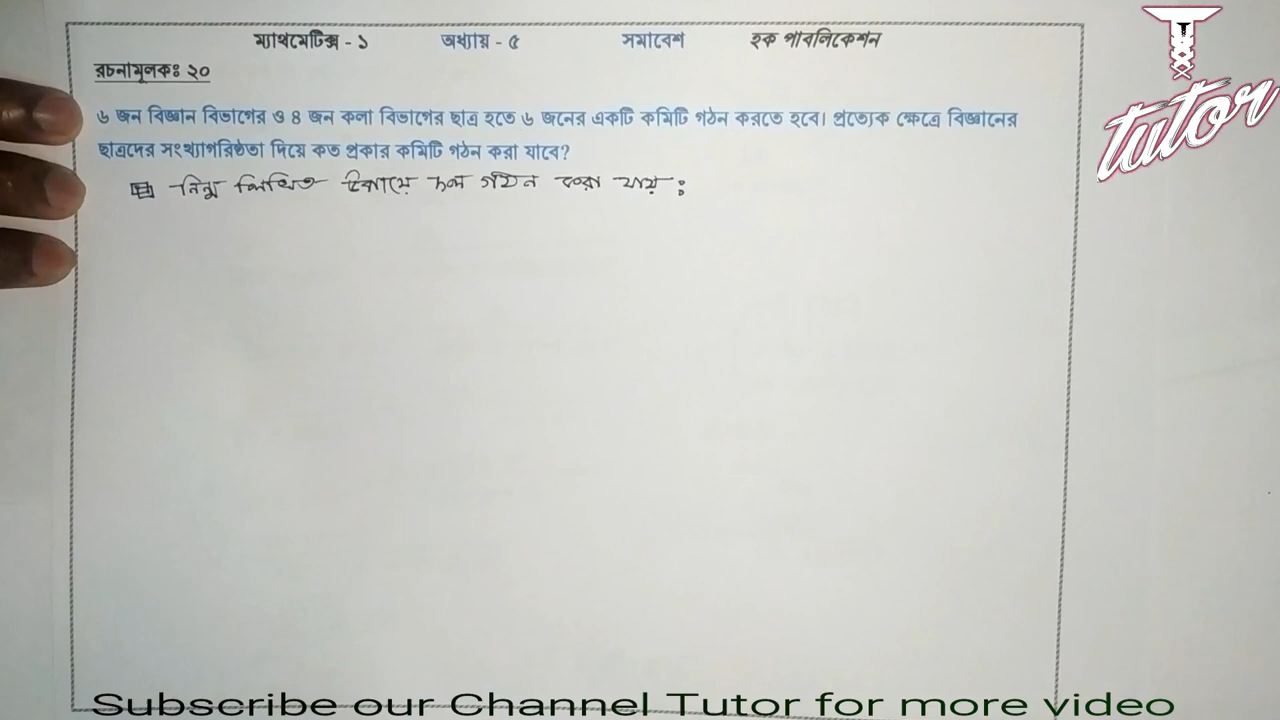 ম্যাথমেটিক্স - ১ অধ্যায় - ৫ সমাবেশ হক পাবলিকেশন
রচনামূলকঃ ২০
৬ জন বিজ্ঞান বিভাগের ও ৪ জন কলা বিভাগের ছাত্র হতে ৬ জনের একটি কমিটি গঠন করতে হবে। প্রত্যেক ক্ষেত্রে বিজ্ঞানের
ছাত্রদের সংখ্যাগরিষ্ঠতা দিয়ে কত প্রকার কমিটি গঠন করা যাবে?
নিম্ন লিখিত উপায়ে দল গঠন করা যায় :
T
tutor
Subscribe our Channel Tutor for more video